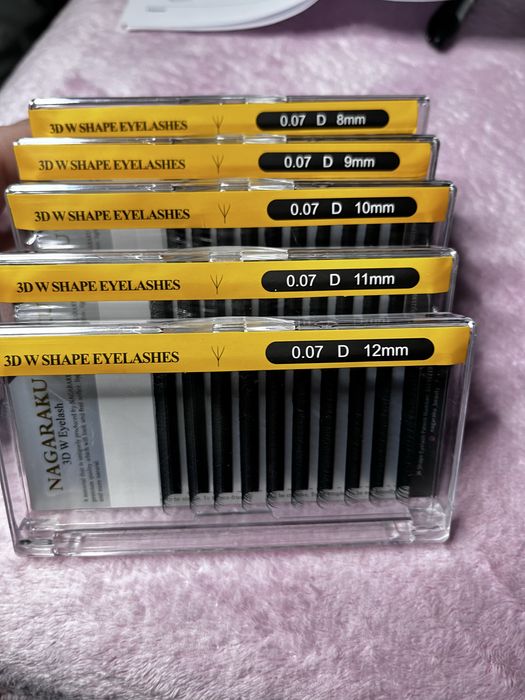 3D W SHAPE EYELASHES 0.07 D 8mm
3D W SHAPE EYELASHES 0.07 D 9mm
3D W SHAPE EYELASHES 0.07 D 10mm
3D W SHAPE EYELASHES 0.07 D 11mm
3D W SHAPE EYELASHES 0.07 D 12mm
NAGARAKU
3D W Eyelash